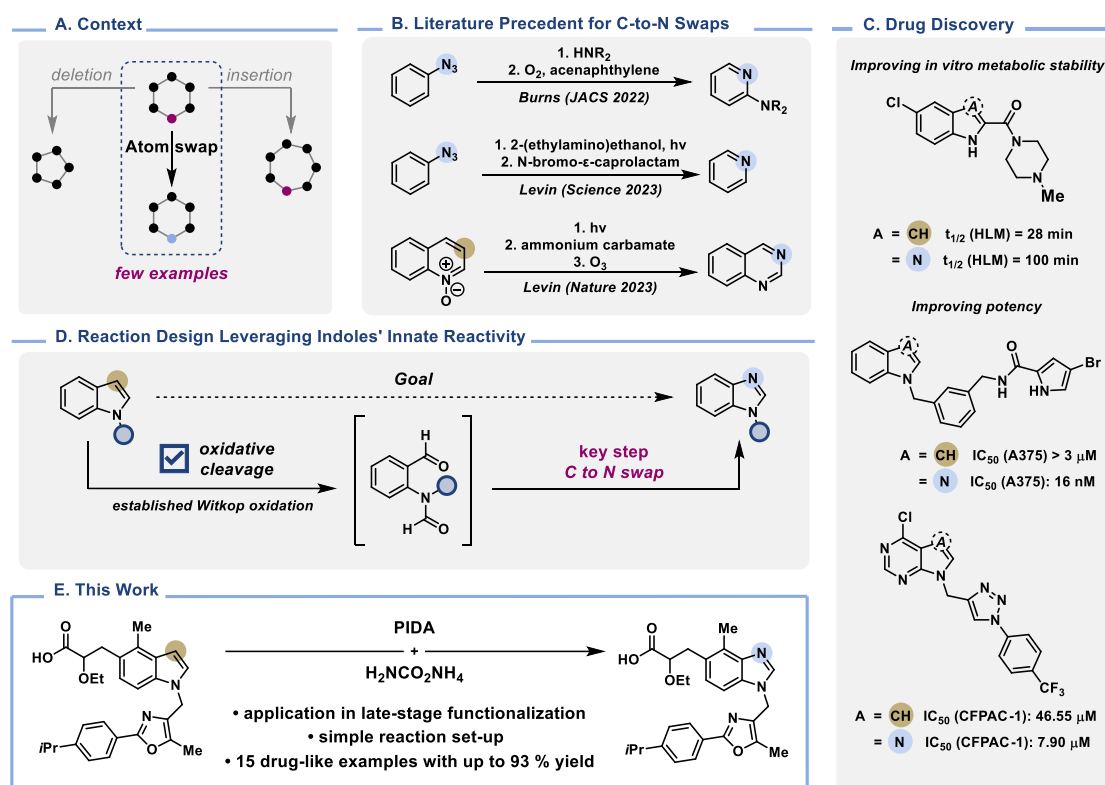 A. Context
deletion
insertion
Atom swap
few examples
B. Literature Precedent for C-to-N Swaps
N3
1. HNR2
2. O2, acenaphthylene
Burns (JACS 2022)
N
NR2
N3
1. 2-(ethylamino)ethanol, hv
2. N-bromo-ε-caprolactam
Levin (Science 2023)
N
N
O
1. hv
2. ammonium carbamate
3. O3
Levin (Nature 2023)
N
N
C. Drug Discovery
Improving in vitro metabolic stability
Cl
A
O
N
H
N
N
Me
A = CH t1/2 (HLM) = 28 min
= N t1/2 (HLM) = 100 min
Improving potency
A
N
O
NH
HN
Br
A = CH IC50 (A375) > 3 μM
= N IC50 (A375): 16 nM
Cl
A
N
N
N
N
N
N
CF3
A = CH IC50 (CFPAC-1): 46.55 μM
= N IC50 (CFPAC-1): 7.90 μM
D. Reaction Design Leveraging Indoles' Innate Reactivity
N
Goal
N
N
oxidative
cleavage
established Witkop oxidation
H
O
N
H
O
key step
C to N swap
E. This Work
O
HO
OEt
Me
N
N
O
Me
iPr
PIDA
+
H2NCO2NH4
• application in late-stage functionalization
• simple reaction set-up
• 15 drug-like examples with up to 93 % yield
O
HO
OEt
Me
N
N
N
O
Me
iPr